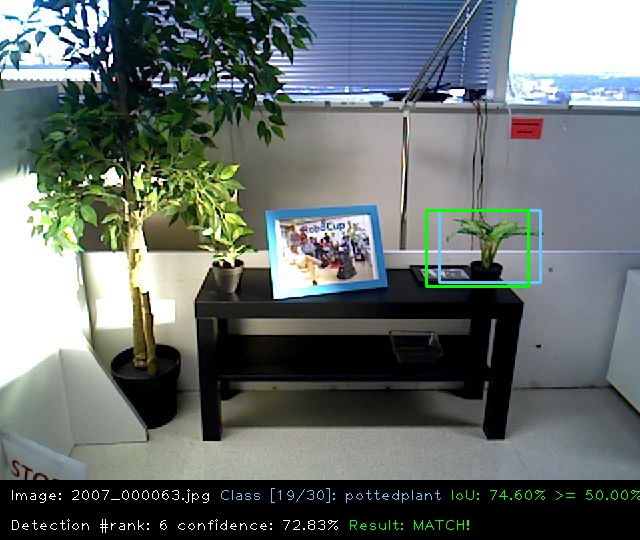 RoboCup
STO
Image: 2007_000063.jpg Class [19/30]: pottedplant IoU: 74.60% >= 50.00%
Detection #rank: 6 confidence: 72.83% Result: MATCH!